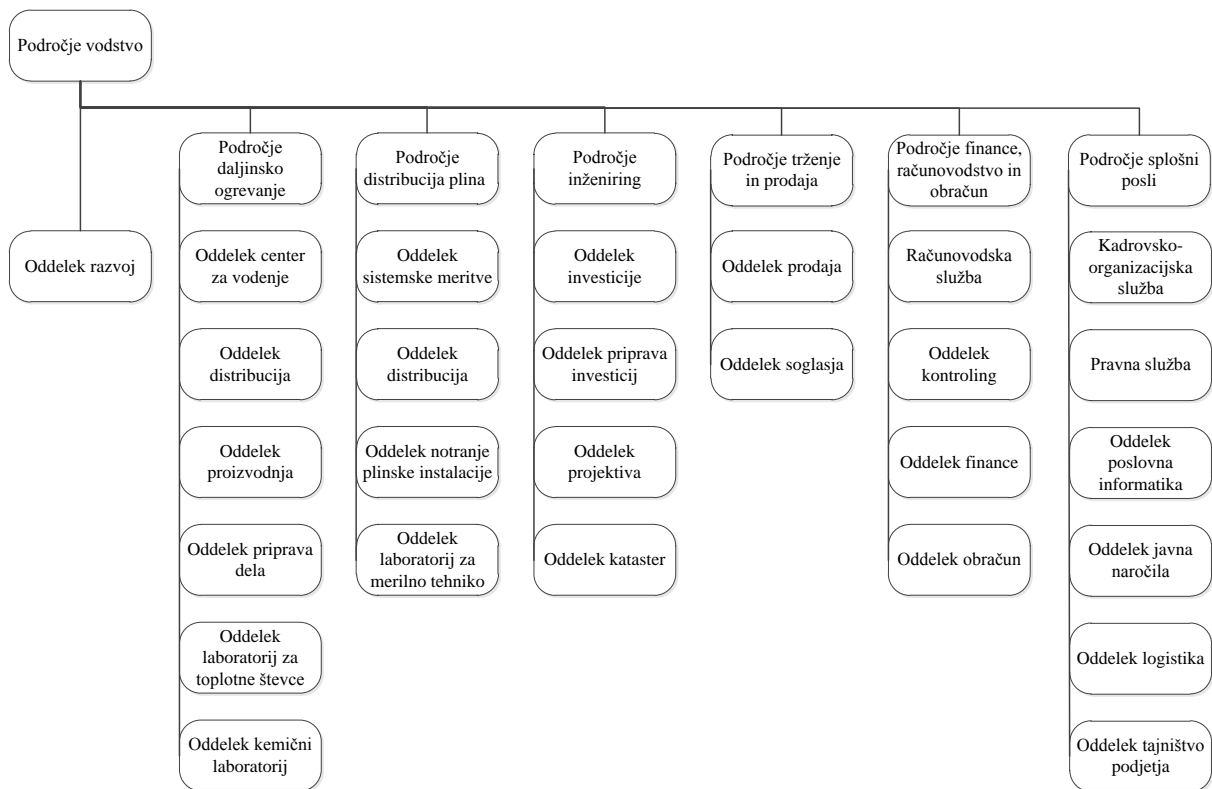 Področje vodstvo
Oddelek razvoj
Področje
daljinsko
ogrevanje
Oddelek center
za vodenje
Oddelek
distribucija
Oddelek
proizvodnja
Oddelek priprava
dela
Oddelek
laboratorij za
toplotne števce
Oddelek kemični
laboratorij
Področje
distribucija plina
Oddelek
sistemske meritve
Oddelek
distribucija
Oddelek notranje
plinske instalacije
Oddelek
laboratorij za
merilno tehniko
Področje
inženiring
Oddelek
investicije
Oddelek priprava
investicij
Oddelek
projektiva
Oddelek kataster
Področje trženje
in prodaja
Oddelek prodaja
Oddelek soglasja
Področje finance,
računovodstvo in
obračun
Računovodska
služba
Oddelek
kontroling
Oddelek finance
Oddelek obračun
Področje splošni
posli
Kadrovsko-
organizacijska
služba
Pravna služba
Oddelek
poslovna
informatika
Oddelek javna
naročila
Oddelek logistika
Oddelek tajništvo
podjetja